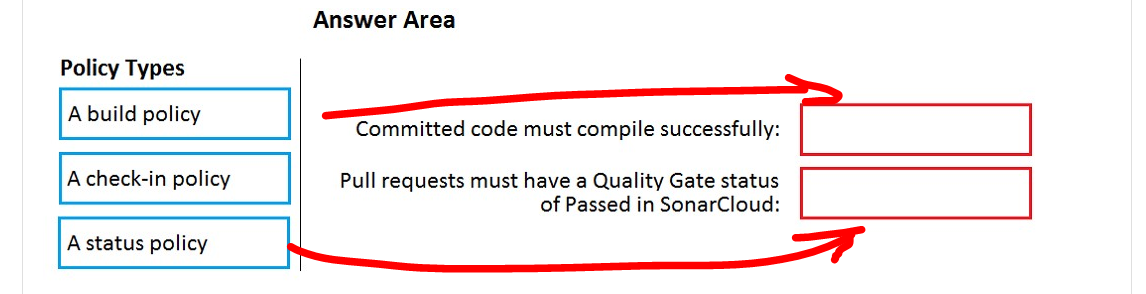 Answer Area
Policy Types
A build policy
Committed code must compile successfully:
A check-in policy
Pull requests must have a Quality Gate status
of Passed in SonarCloud:
A status policy